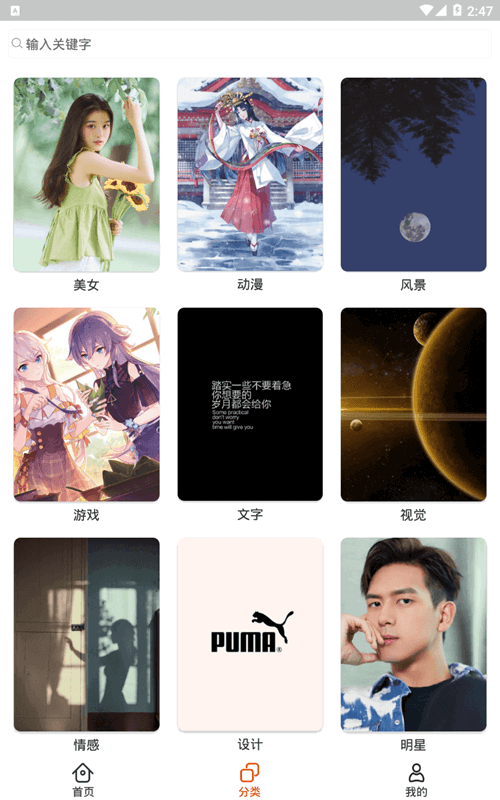 A
2:47
输入关键字
美女
动漫
风景
踏实一些不要着急
你想要的
岁月都会给你
Some practical
don't worry
you want
time will give you
游戏
文字
视觉
PUMA®
情感
设计
明星
首页
分类
我的